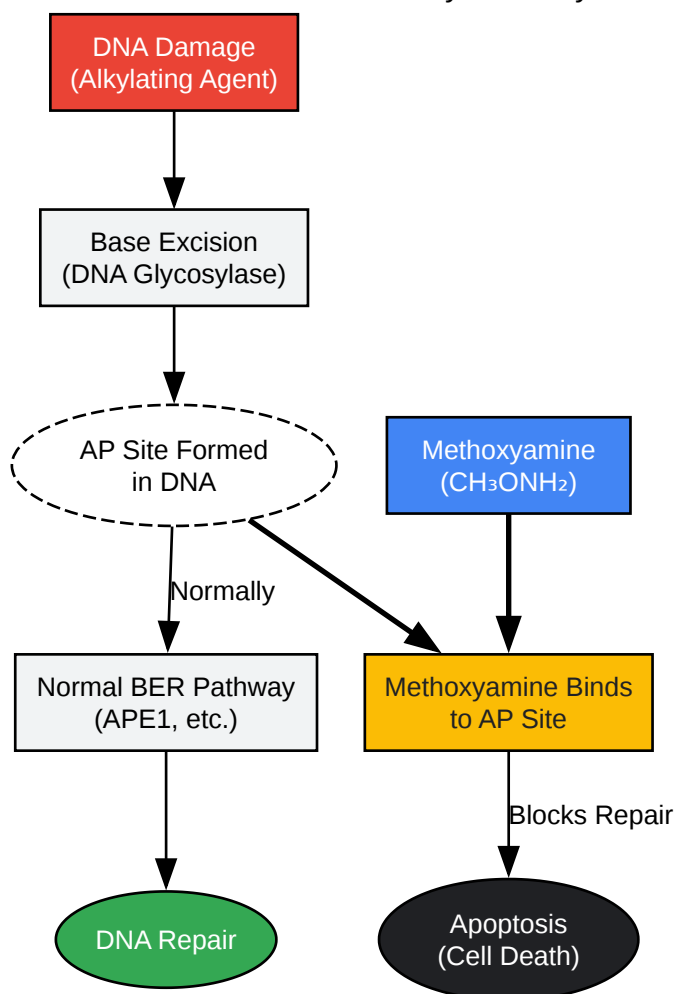 DNA Damage
(Alkylating Agent)
Base Excision
(DNA Glycosylase)
AP Site Formed
in DNA
Methoxyamine
(CH₃ONH₂)
Normally
Normal BER Pathway
(APE1, etc.)
Methoxyamine Binds
to AP Site
Blocks Repair
DNA Repair
Apoptosis
(Cell Death)